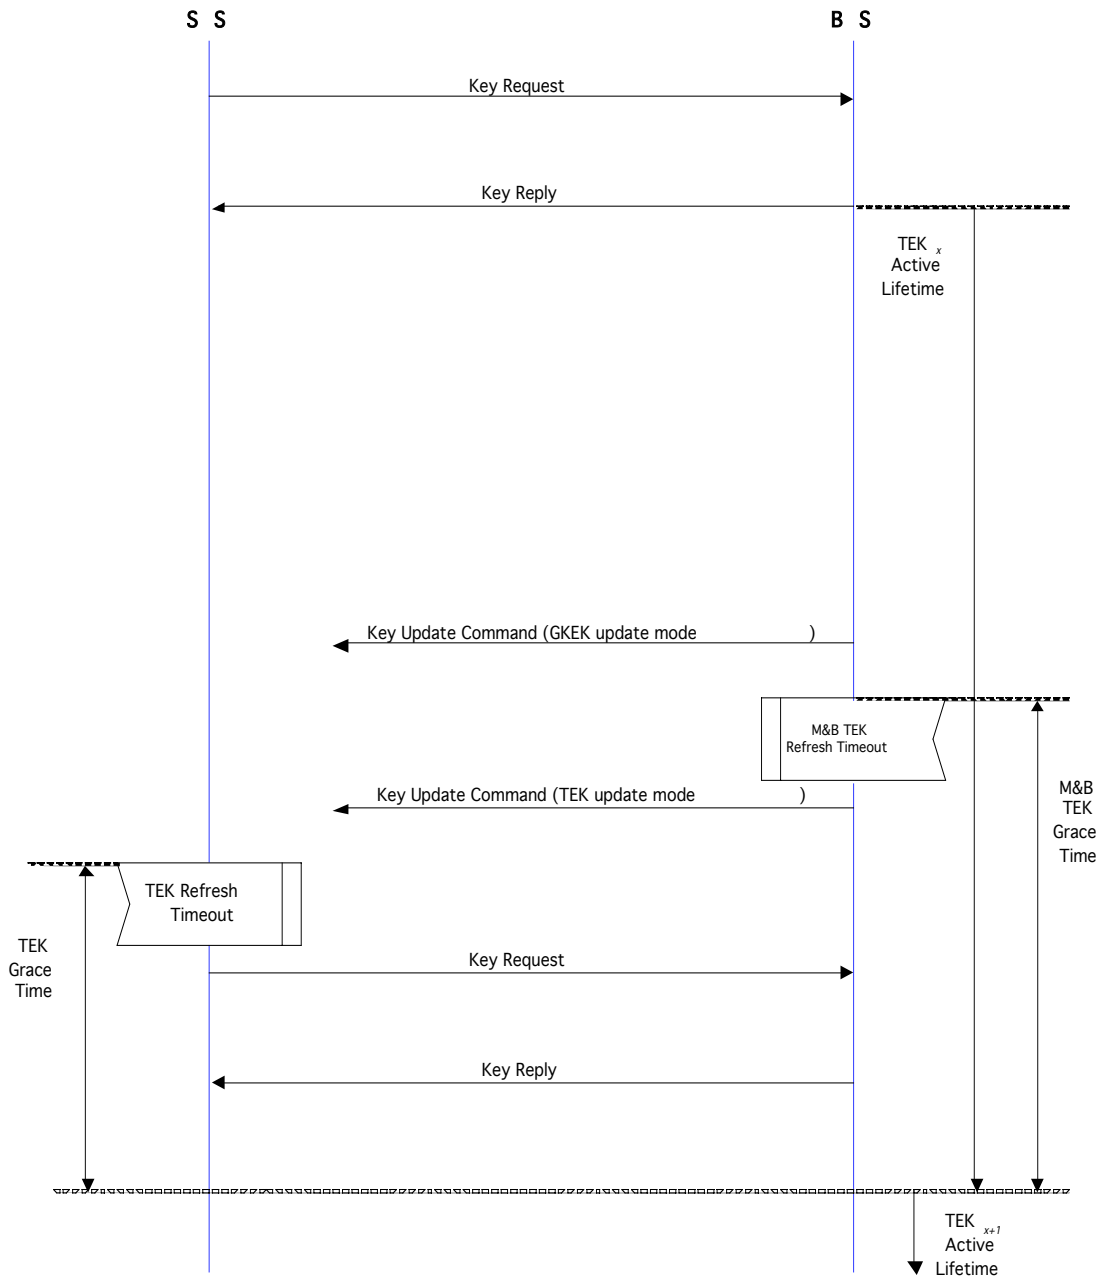 S S
B S
Key Request
Key Reply
TEK x
Active
Lifetime
Key Update Command (GKEK update mode )
M&B TEK
Refresh Timeout
Key Update Command (TEK update mode )
M&B
TEK
Grace
Time
TEK Refresh
Timeout
TEK
Grace
Time
Key Request
Key Reply
TEK x+1
Active
Lifetime